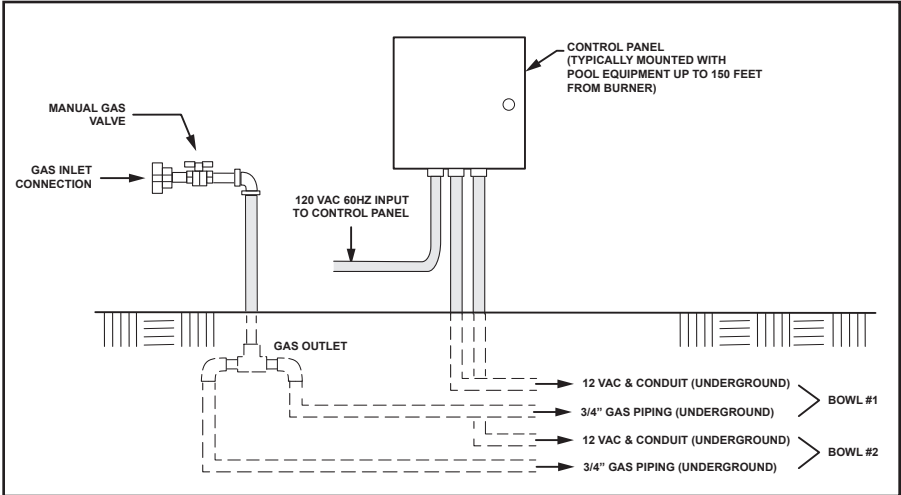 CONTROL PANEL
(TYPICALLY MOUNTED WITH
POOL EQUIPMENT UP TO 150 FEET
FROM BURNER)
MANUAL GAS
VALVE
GAS INLET
CONNECTION
120 VAC 60HZ INPUT
TO CONTROL PANEL
GAS OUTLET
12 VAC & CONDUIT (UNDERGROUND)
BOWL #1
3/4” GAS PIPING (UNDERGROUND)
12 VAC & CONDUIT (UNDERGROUND)
BOWL #2
3/4” GAS PIPING (UNDERGROUND)